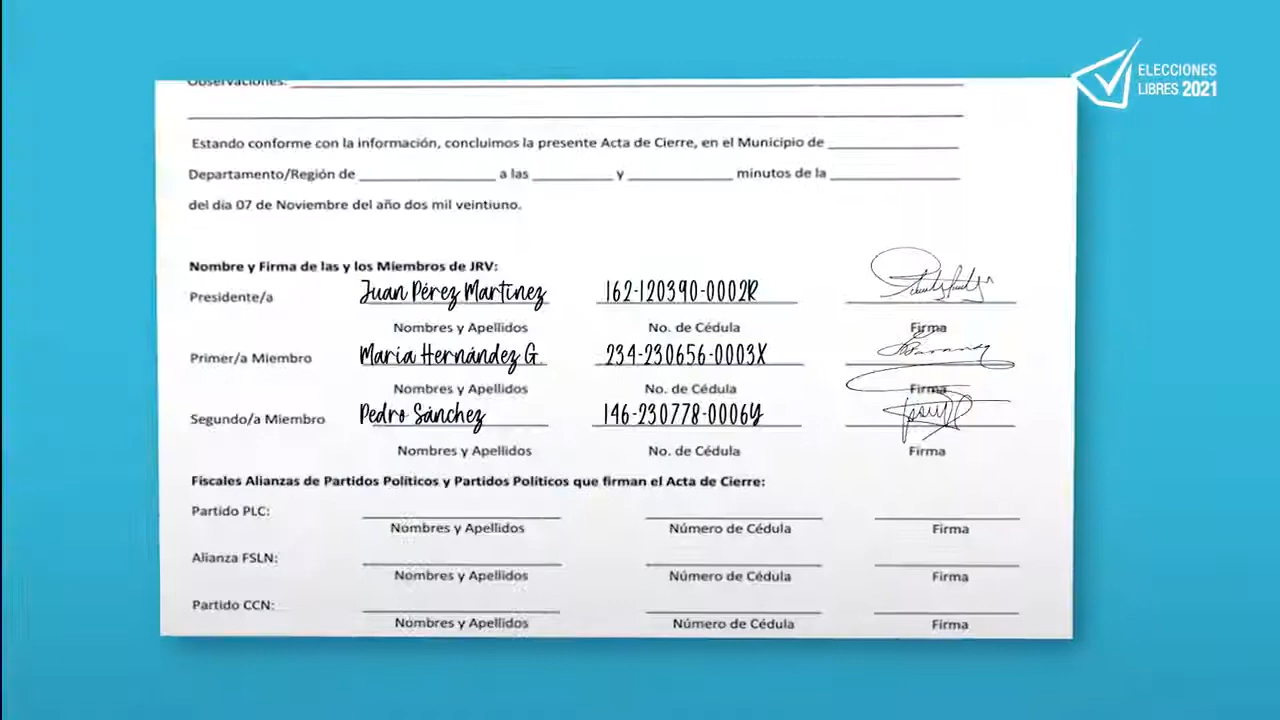 ELECCIONES
LIBRES 2021
Observaciones:
Estando conforme con la información, concluimos la presente Acta de Cierre, en el Municipio de
Departamento/Región de a las y minutos de la
del día 07 de Noviembre del año dos mil veintiuno.
Nombre y Firma de las y los Miembros de JRV:
Presidente/a Juan Pérez Martínez 162-120390-0002R
Nombres y Apellidos No. de Cédula Firma
Primer/a Miembro María Hernández G. 234-230656-0003X
Nombres y Apellidos No. de Cédula Firma
Segundo/a Miembro Pedro Sánchez 146-230778-0006Y
Nombres y Apellidos No. de Cédula Firma
Fiscales Alianzas de Partidos Políticos y Partidos Políticos que firman el Acta de Cierre:
Partido PLC:
Nombres y Apellidos Número de Cédula Firma
Alianza FSLN:
Nombres y Apellidos Número de Cédula Firma
Partido CCN:
Nombres y Apellidos Número de Cédula Firma